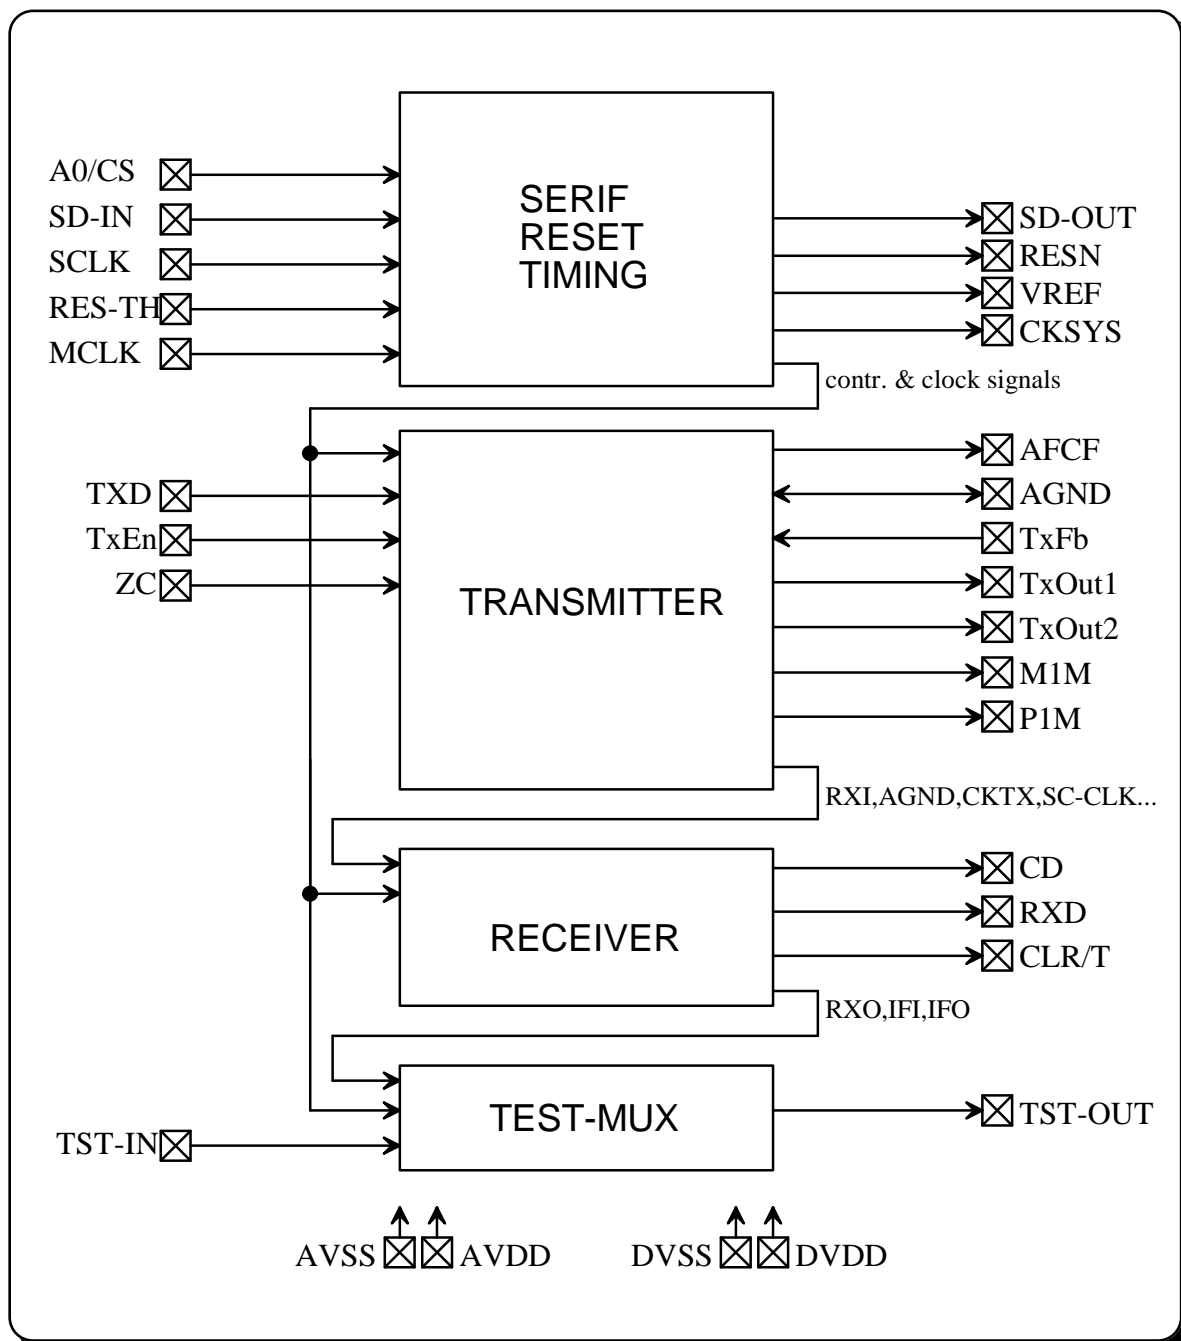 A0/CS
SD-IN
SCLK
RES-TH
MCLK
SERIF
RESET
TIMING
SD-OUT
RESN
VREF
CKSYS
contr. & clock signals
TXD
TxEn
ZC
TRANSMITTER
AFCF
AGND
TxFb
TxOut1
TxOut2
M1M
P1M
RXI,AGND,CKTX,SC-CLK...
RECEIVER
CD
RXD
CLR/T
RXO,IFI,IFO
TST-IN
TEST-MUX
TST-OUT
AVSS AVDD DVSS DVDD